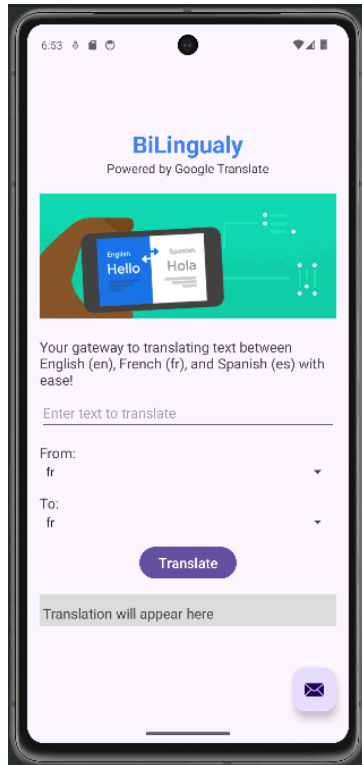 6:53
BiLingualy
Powered by Google Translate
English
Hello
Spanish
Hola
Your gateway to translating text between
English (en), French (fr), and Spanish (es) with
ease!
Enter text to translate
From:
fr
To:
fr
Translate
Translation will appear here